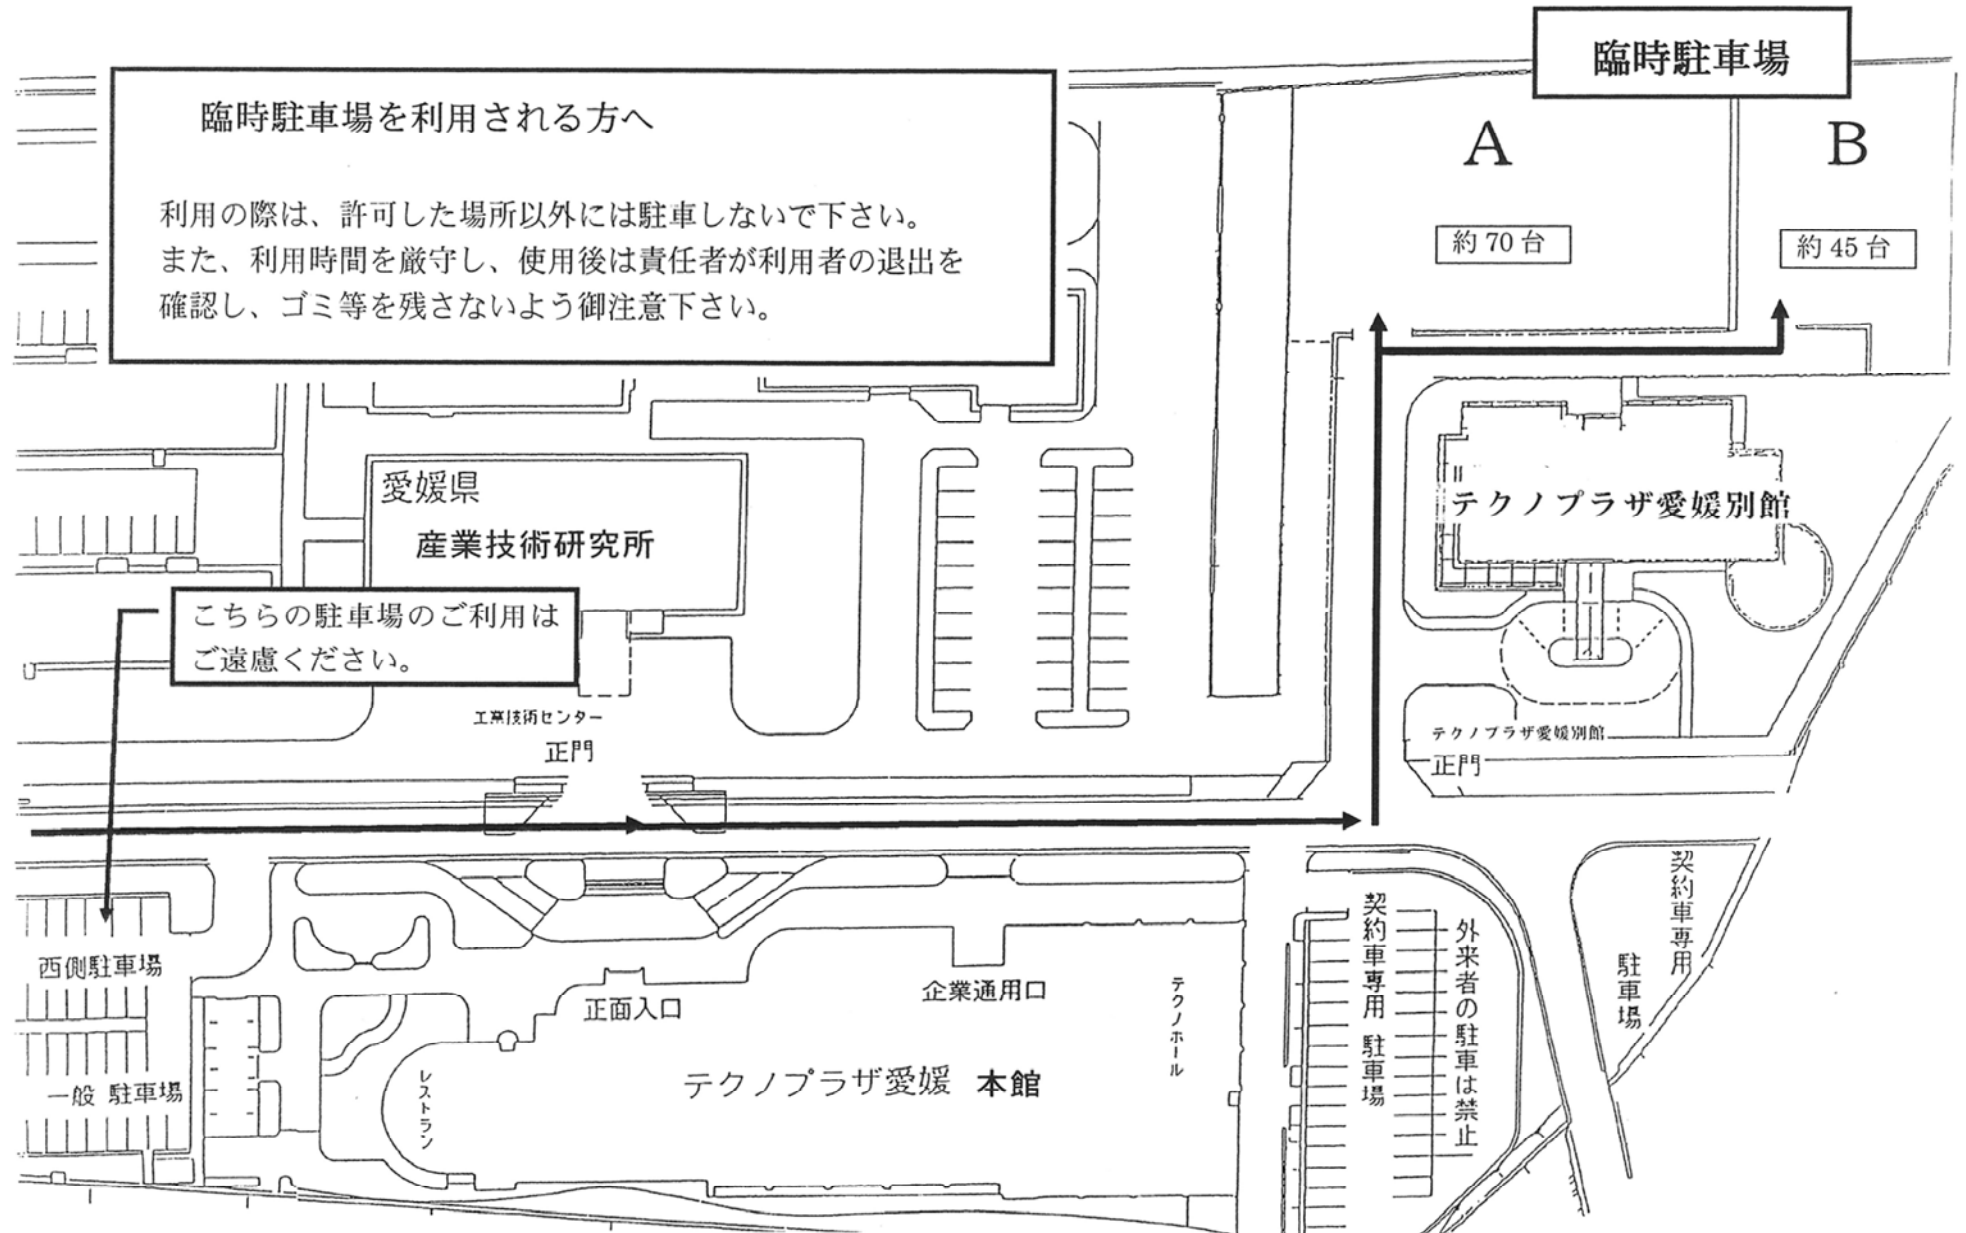 臨時駐車場
臨時駐車場を利用される方へ
利用の際は、許可した場所以外には駐車しないで下さい。
また、利用時間を厳守し、使用後は責任者が利用者の退出を
確認し、ゴミ等を残さないよう御注意下さい。
A
B
約 70 台
約 45 台
愛媛県
産業技術研究所
テクノプラザ愛媛別館
こちらの駐車場のご利用は
ご遠慮ください。
工業技術センター
正門
テクノプラザ愛媛別館
正門
西側駐車場
一般 駐車場
正面入口
企業通用口
テクノホール
レストラン
テクノプラザ愛媛 本館
契約車専用 駐車場
外来者の駐車は禁止
契約車専用
駐車場